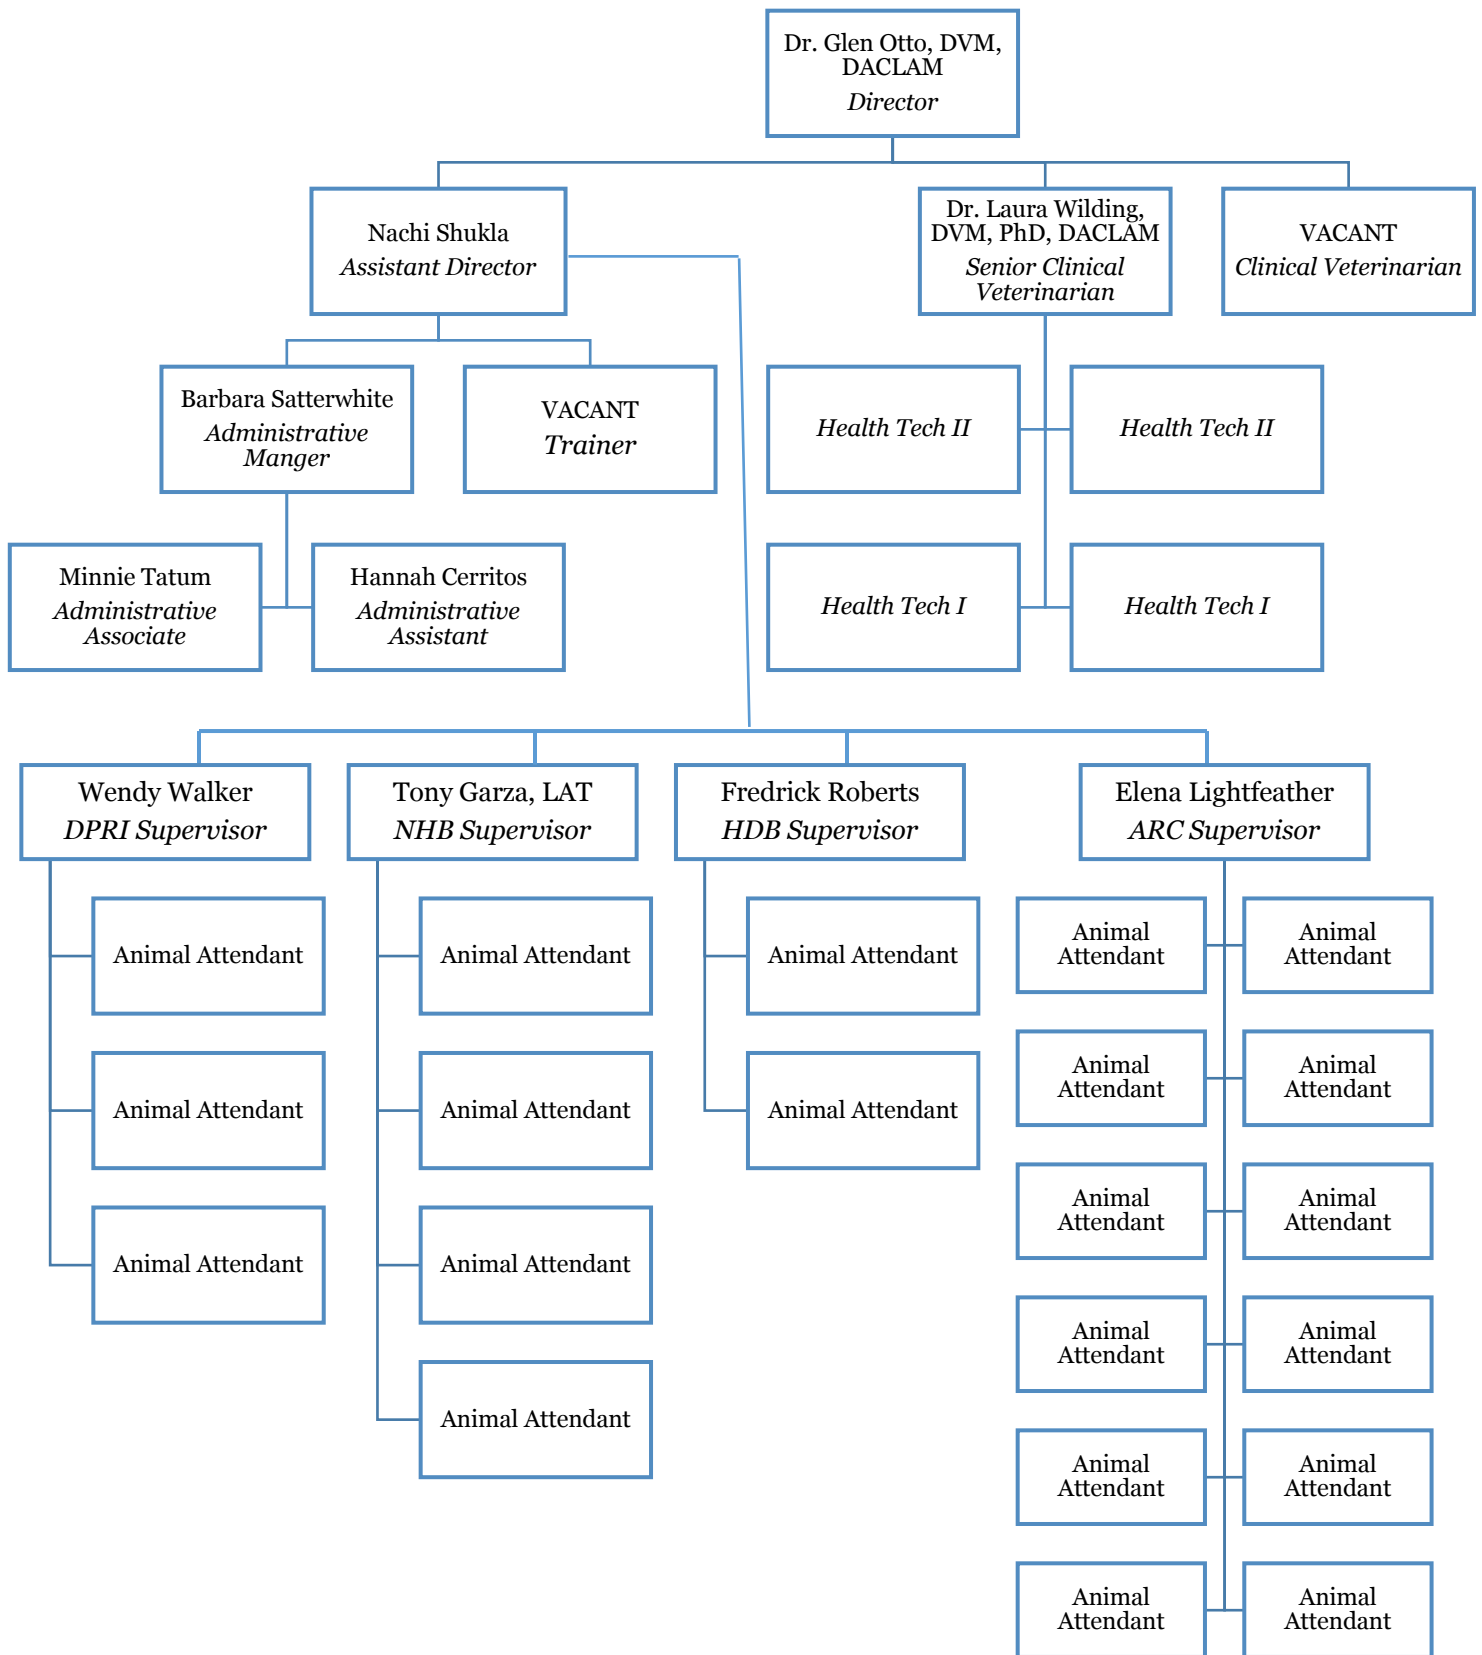 Dr. Glen Otto, DVM,
DACLAM
Director
Nachi Shukla
Assistant Director
Dr. Laura Wilding,
DVM, PhD, DACLAM
Senior Clinical
Veterinarian
VACANT
Clinical Veterinarian
Barbara Satterwhite
Administrative
Manger
VACANT
Trainer
Health Tech II
Health Tech II
Minnie Tatum
Administrative
Associate
Hannah Cerritos
Administrative
Assistant
Health Tech I
Health Tech I
Wendy Walker
DPRI Supervisor
Tony Garza, LAT
NHB Supervisor
Fredrick Roberts
HDB Supervisor
Elena Lightfeather
ARC Supervisor
Animal Attendant
Animal Attendant
Animal Attendant
Animal Attendant
Animal Attendant
Animal Attendant
Animal Attendant
Animal Attendant
Animal Attendant
Animal
Attendant
Animal
Attendant
Animal
Attendant
Animal
Attendant
Animal
Attendant
Animal
Attendant
Animal
Attendant
Animal
Attendant
Animal
Attendant
Animal
Attendant
Animal
Attendant
Animal
Attendant